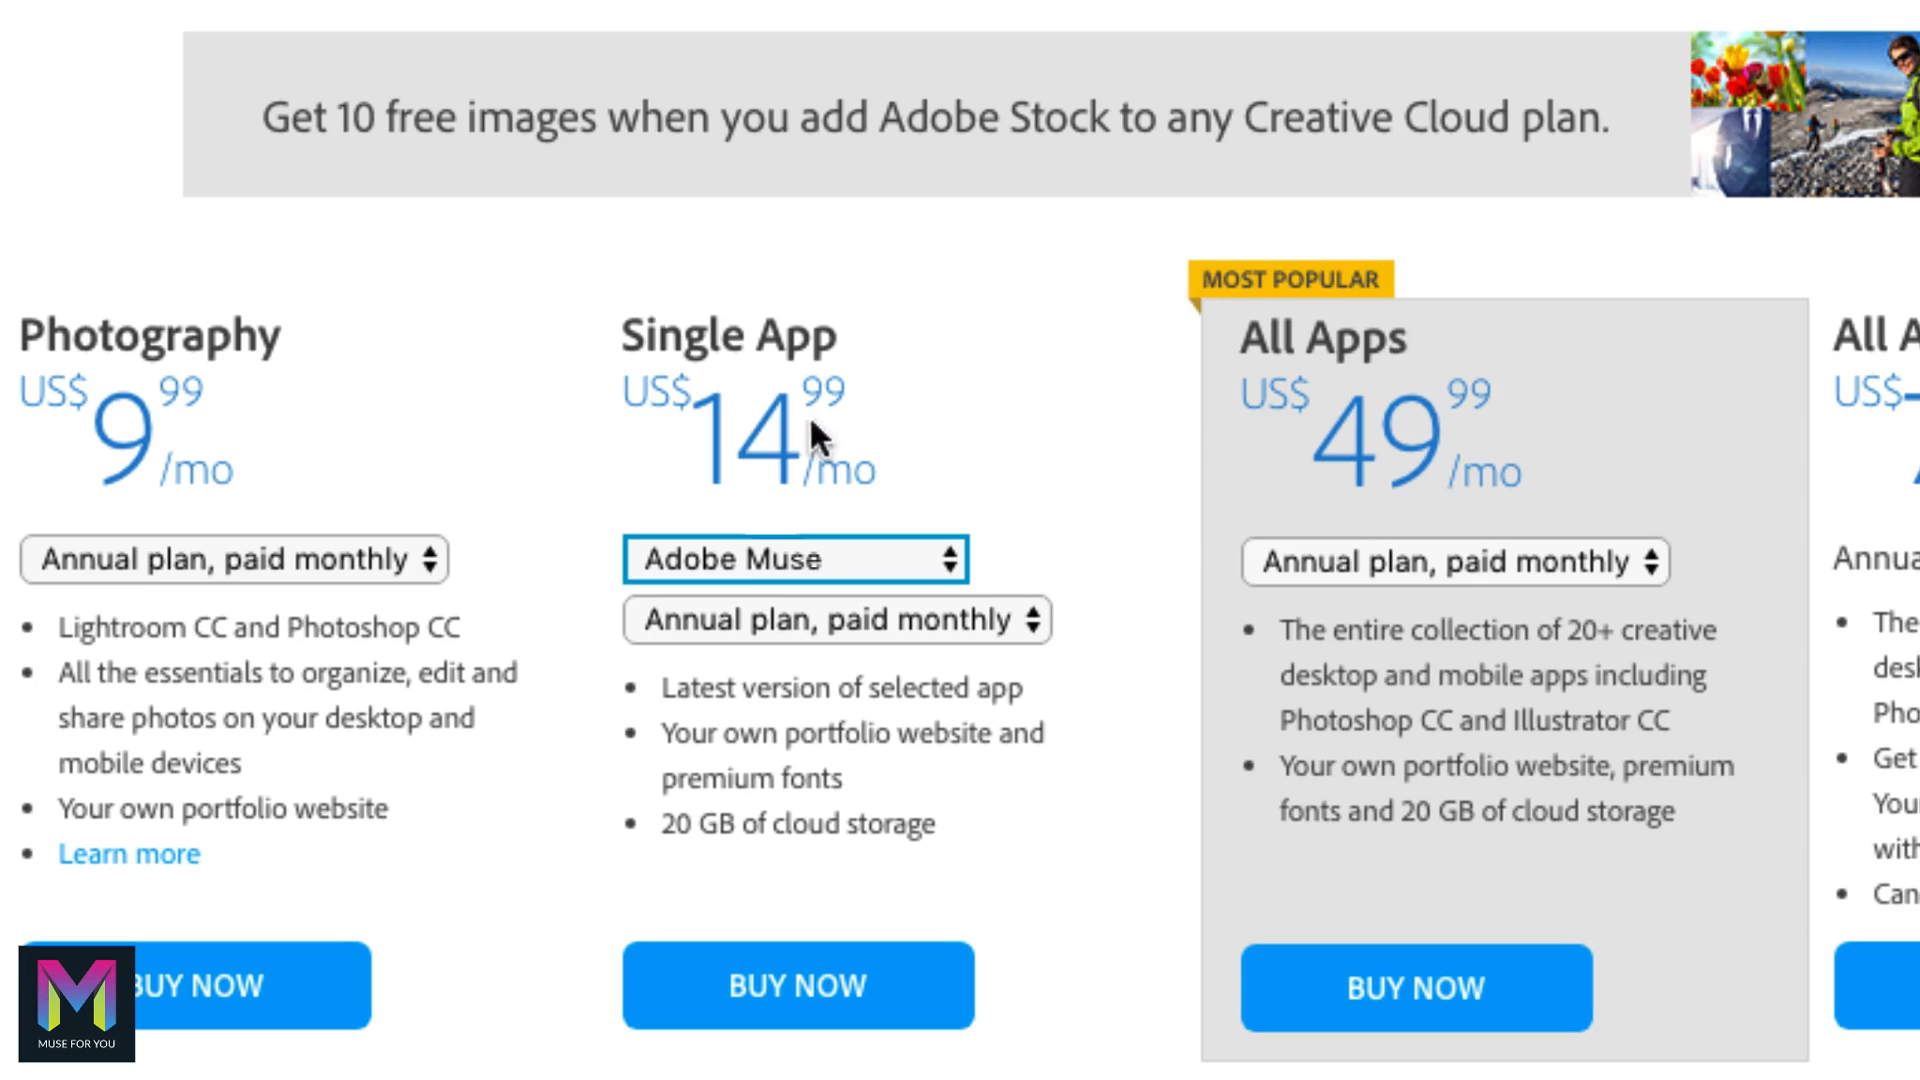 Get 10 free images when you add Adobe Stock to any Creative Cloud plan.
Photography
US$ 9 99 /mo
Annual plan, paid monthly
• Lightroom CC and Photoshop CC
• All the essentials to organize, edit and
share photos on your desktop and
mobile devices
• Your own portfolio website
• Learn more
BUY NOW
Single App
US$ 14 99 /mo
Adobe Muse
Annual plan, paid monthly
• Latest version of selected app
• Your own portfolio website and
premium fonts
• 20 GB of cloud storage
BUY NOW
MOST POPULAR
All Apps
US$ 49 99 /mo
Annual plan, paid monthly
• The entire collection of 20+ creative
desktop and mobile apps including
Photoshop CC and Illustrator CC
• Your own portfolio website, premium
fonts and 20 GB of cloud storage
BUY NOW
All
US$
• The
• Get
MUSE FOR YOU